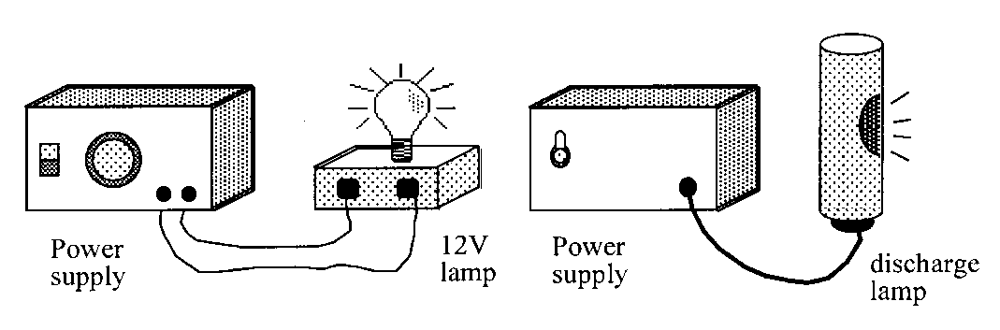 Power
supply
12V
lamp
Power
supply
discharge
lamp